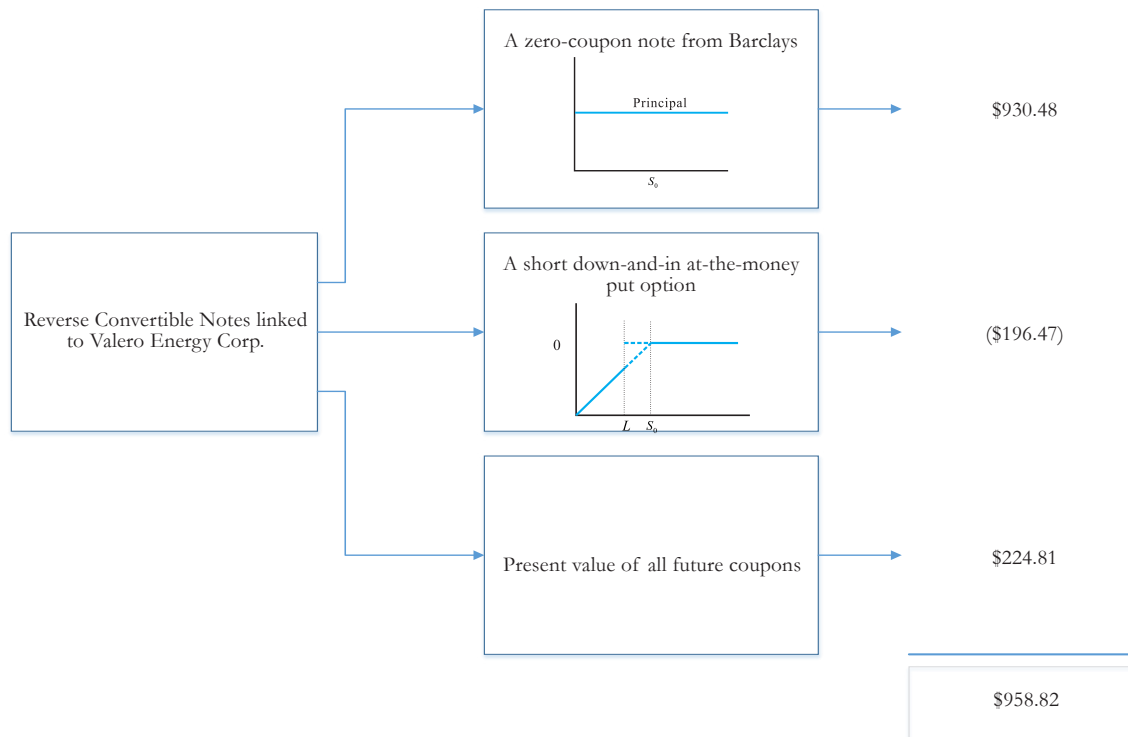 A zero-coupon note from Barclays
Principal
S₀
$930.48
Reverse Convertible Notes linked
to Valero Energy Corp.
A short down-and-in at-the-money
put option
0
L S₀
($196.47)
Present value of all future coupons
$224.81
$958.82